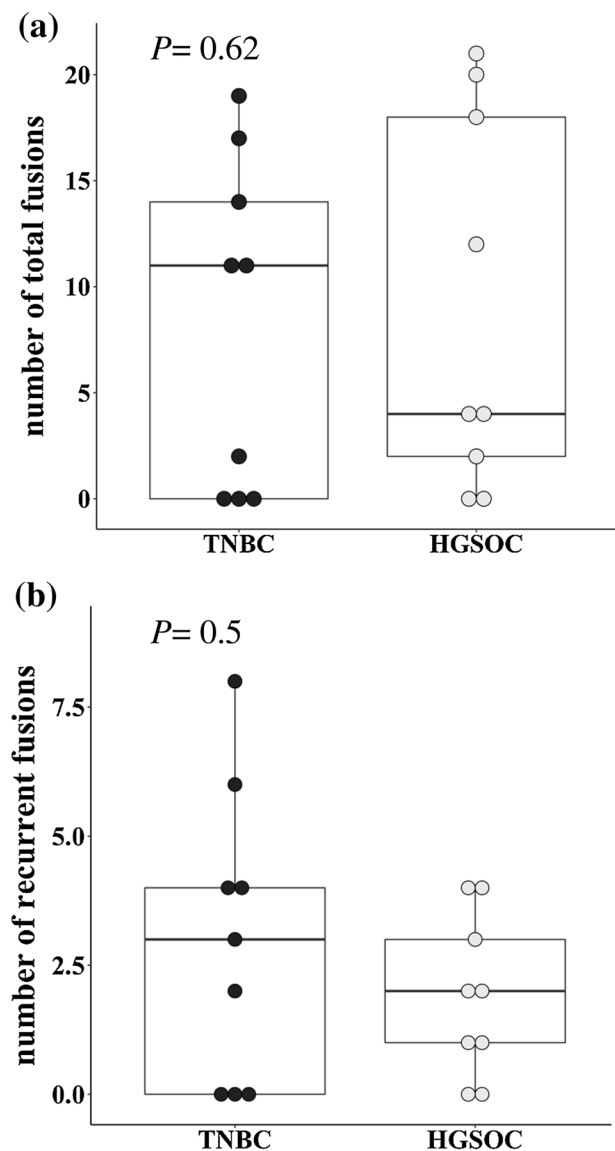 (a)
P= 0.62
number of total fusions
20
15
10
5
0
TNBC HGSOC
(b)
P= 0.5
number of recurrent fusions
7.5
5.0
2.5
0.0
TNBC HGSOC